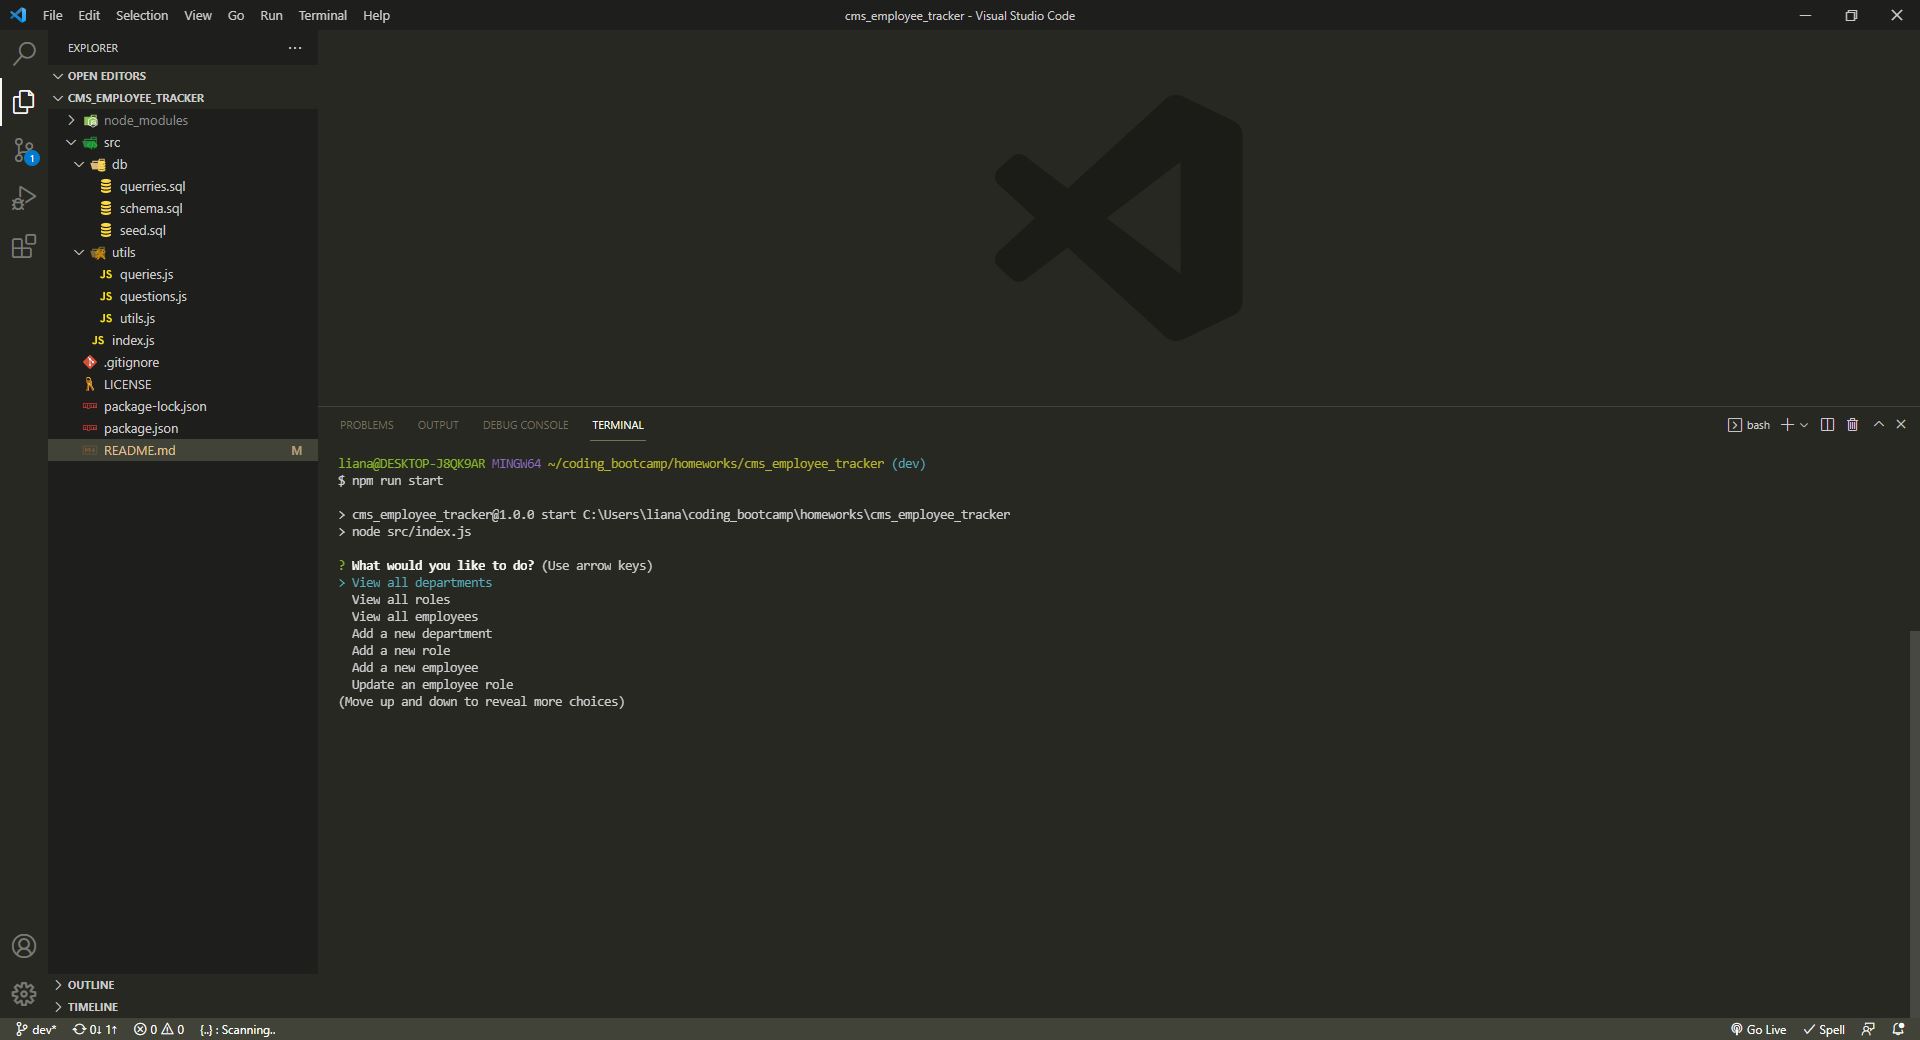 File Edit Selection View Go Run Terminal Help
cms_employee_tracker - Visual Studio Code
EXPLORER
OPEN EDITORS
CMS_EMPLOYEE_TRACKER
node_modules
src
db
querries.sql
schema.sql
seed.sql
utils
JS queries.js
JS questions.js
JS utils.js
JS index.js
.gitignore
LICENSE
package-lock.json
package.json
README.md M
1
OUTLINE
TIMELINE
PROBLEMS OUTPUT DEBUG CONSOLE TERMINAL
bash
liana@DESKTOP-J8QK9AR MINGW64 ~/coding_bootcamp/homeworks/cms_employee_tracker (dev)
$ npm run start
> cms_employee_tracker@1.0.0 start C:\Users\liana\coding_bootcamp\homeworks\cms_employee_tracker
> node src/index.js
? What would you like to do? (Use arrow keys)
> View all departments
View all roles
View all employees
Add a new department
Add a new role
Add a new employee
Update an employee role
(Move up and down to reveal more choices)
dev* 0↓ 1↑ 0 0 {..} : Scanning..
Go Live Spell